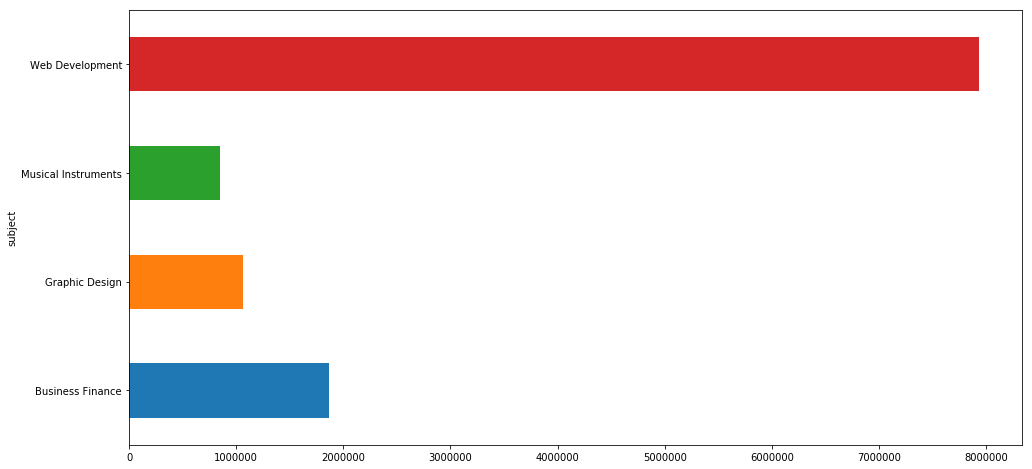 subject
Web Development
Musical Instruments
Graphic Design
Business Finance
0 1000000 2000000 3000000 4000000 5000000 6000000 7000000 8000000